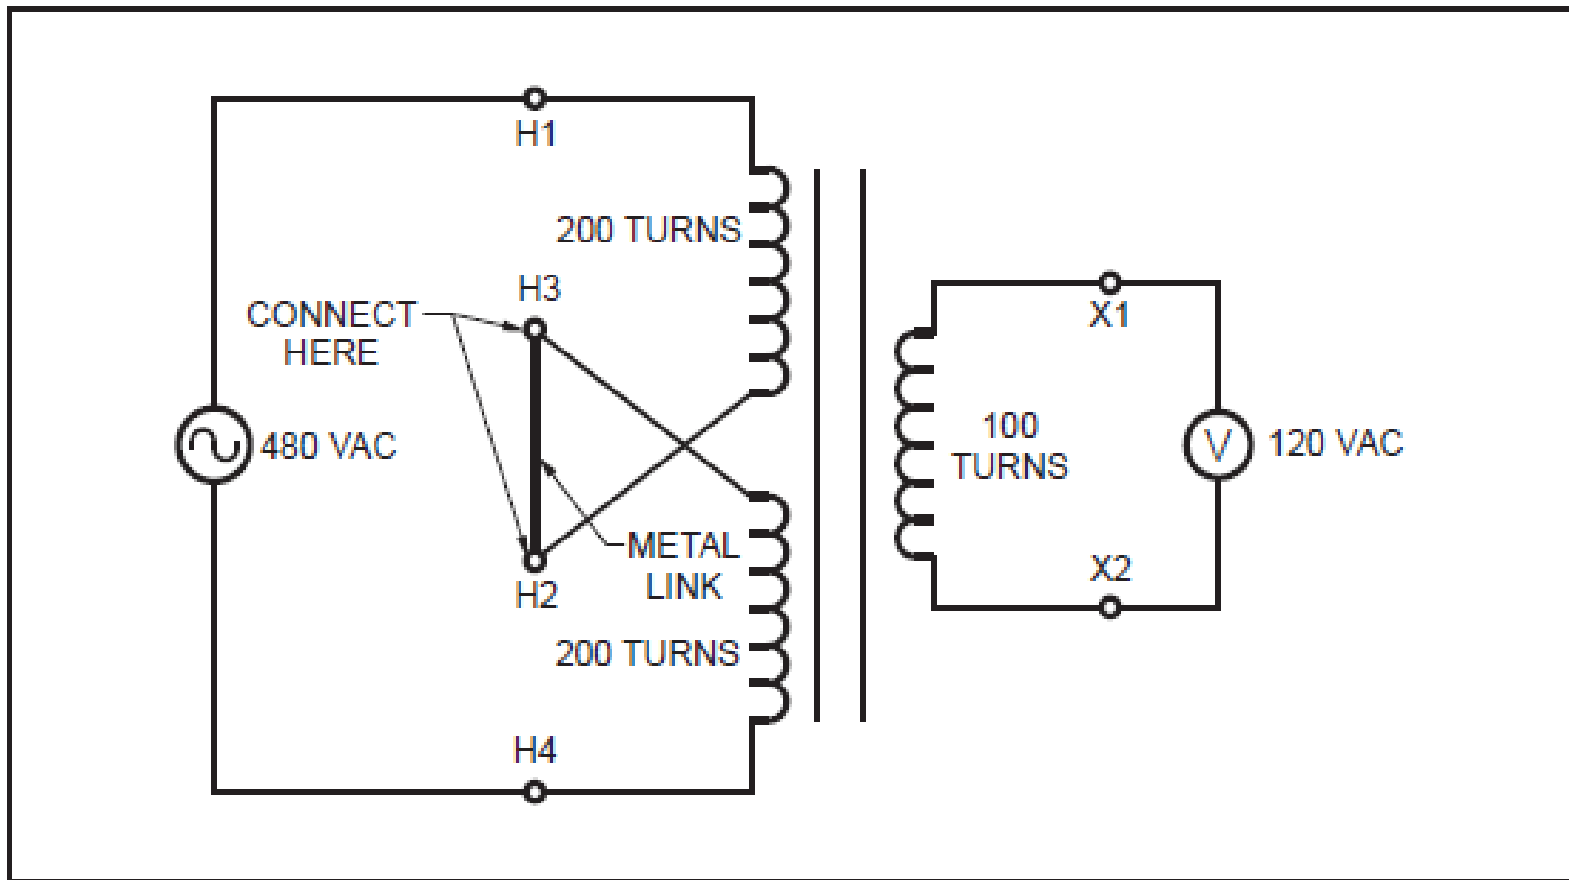 H1
200 TURNS
H3
CONNECT
HERE
X1
480 VAC
100
TURNS
V
120 VAC
METAL
LINK
H2
X2
200 TURNS
H4